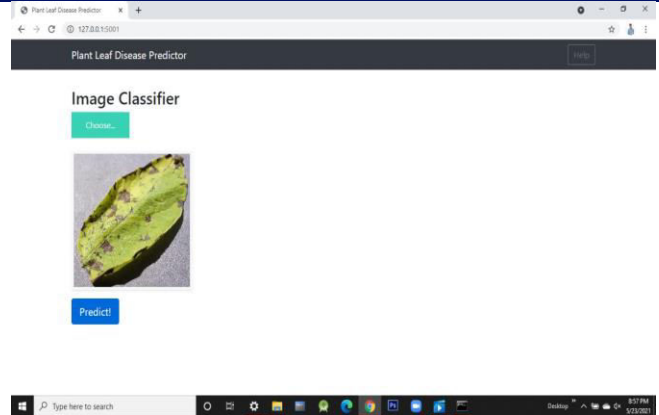 Plant Leaf Disease Predictor
127.0.0.1:5001
Plant Leaf Disease Predictor
Help
Image Classifier
Choose...
Predict!
Type here to search
Desktop
8:57 PM
5/23/2021